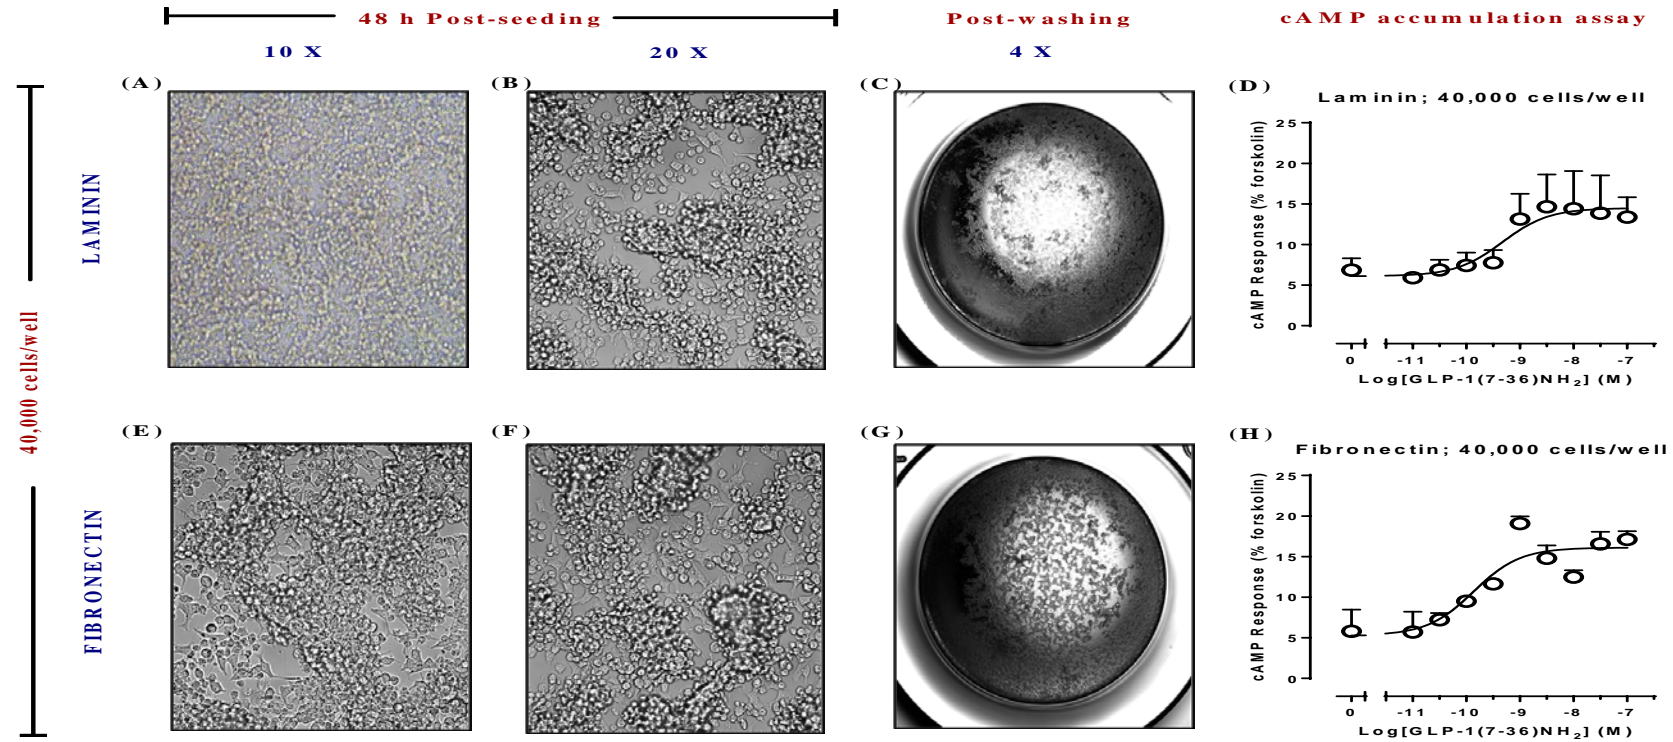 48 h Post-seeding
Post-washing
cAMP accumulation assay
10 X
20 X
4 X
(A)
(B)
(C)
(D)
Laminin; 40,000 cells/well
cAMP Response (% forskolin)
25
20
15
10
5
0
0
-11
-10
-9
-8
-7
Log[GLP-1(7-36)NH₂] (M)
LAMININ
40,000 cells/well
FIBRONECTIN
(E)
(F)
(G)
(H)
Fibronectin; 40,000 cells/well
cAMP Response (% forskolin)
25
20
15
10
5
0
0
-11
-10
-9
-8
-7
Log[GLP-1(7-36)NH₂] (M)